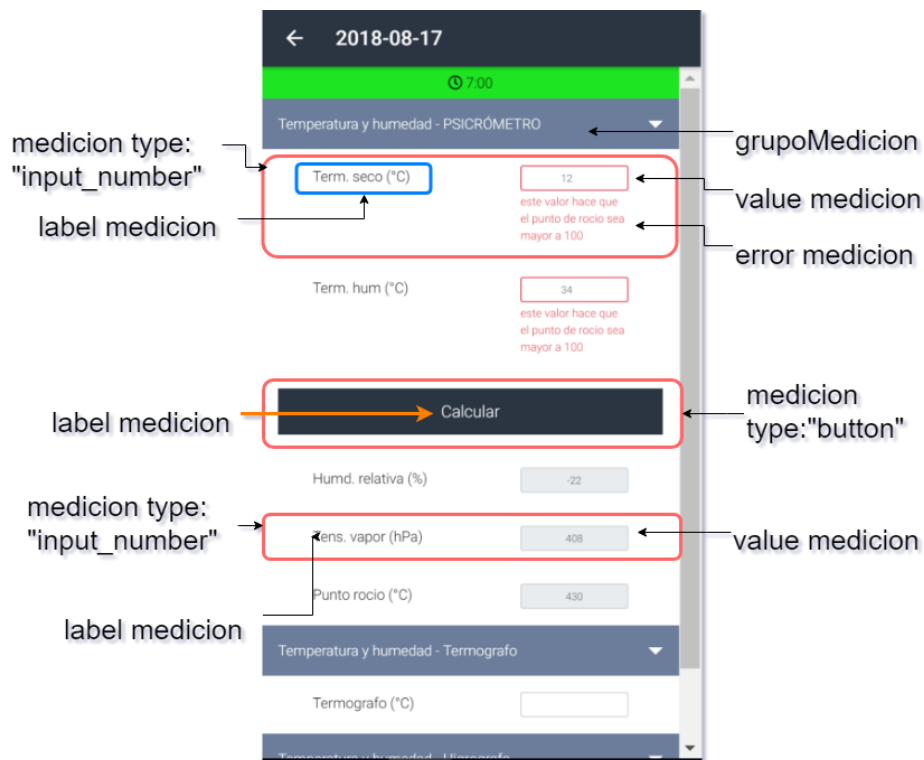 2018-08-17
7:00
Temperatura y humedad - PSICRÓMETRO
grupoMedicion
medicion type:
"input_number"
Term. seco (°C)
12
value medicion
label medicion
este valor hace que
el punto de rocio sea
mayor a 100
error medicion
Term. hum (°C)
34
este valor hace que
el punto de rocio sea
mayor a 100
label medicion
Calcular
medicion
type:"button"
Humd. relativa (%)
-22
medicion type:
"input_number"
Tens. vapor (hPa)
408
value medicion
Punto rocio (°C)
430
label medicion
Temperatura y humedad - Termografo
Termografo (°C)
Temperatura y humedad - Higrografo